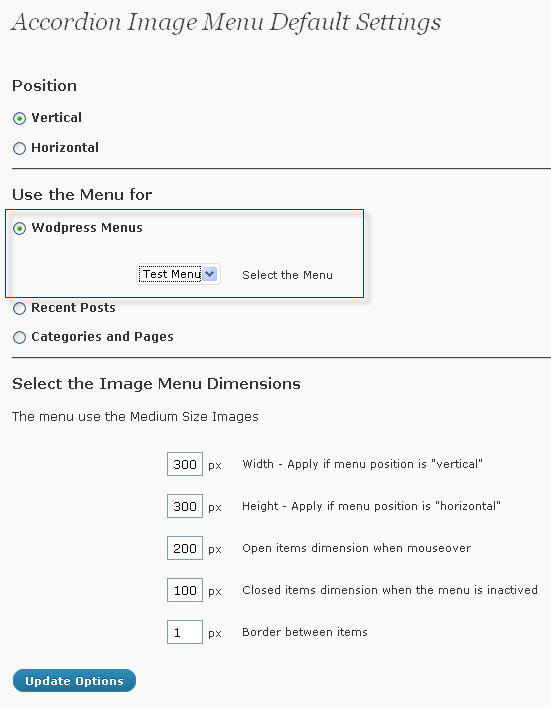 Accordion Image Menu Default Settings
Position
Vertical
Horizontal
Use the Menu for
Wodpress Menus
Test Menu Select the Menu
Recent Posts
Categories and Pages
Select the Image Menu Dimensions
The menu use the Medium Size Images
300 px Width - Apply if menu position is "vertical"
300 px Height - Apply if menu position is "horizontal"
200 px Open items dimension when mouseover
100 px Closed items dimension when the menu is inactived
1 px Border between items
Update Options